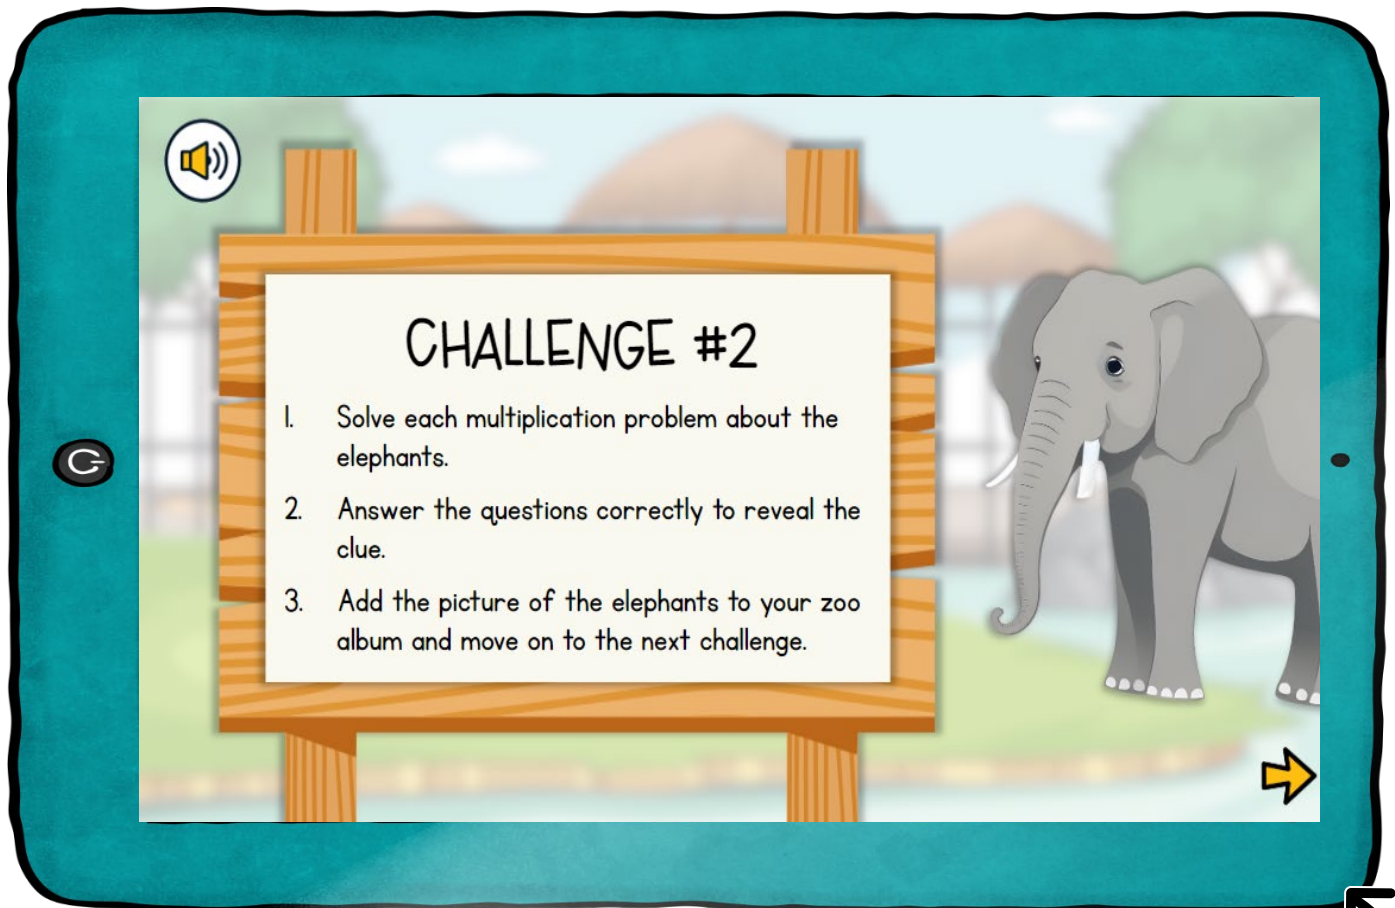 CHALLENGE #2
1. Solve each multiplication problem about the
elephants.
2. Answer the questions correctly to reveal the
clue.
3. Add the picture of the elephants to your zoo
album and move on to the next challenge.